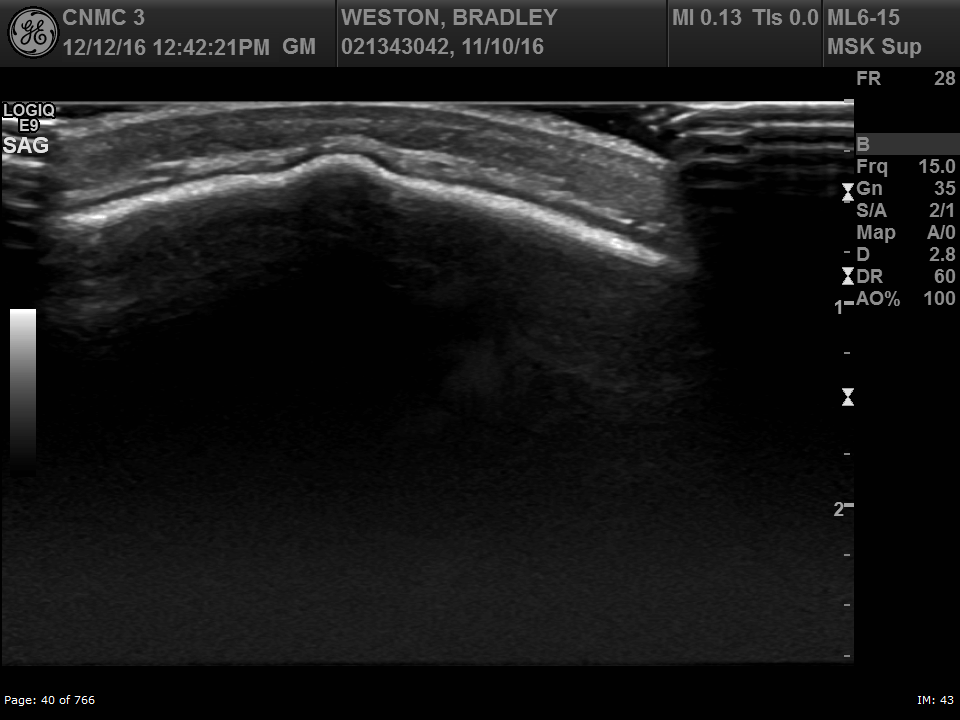 CNMC 3
12/12/16 12:42:21PM GM
WESTON, BRADLEY
021343042, 11/10/16
MI 0.13 TIs 0.0
ML6-15
MSK Sup
LOGIQ
E9
SAG
FR 28
B
Frq 15.0
Gn 35
S/A 2/1
Map A/0
D 2.8
DR 60
AO% 100
1
2
Page: 40 of 766
IM: 43